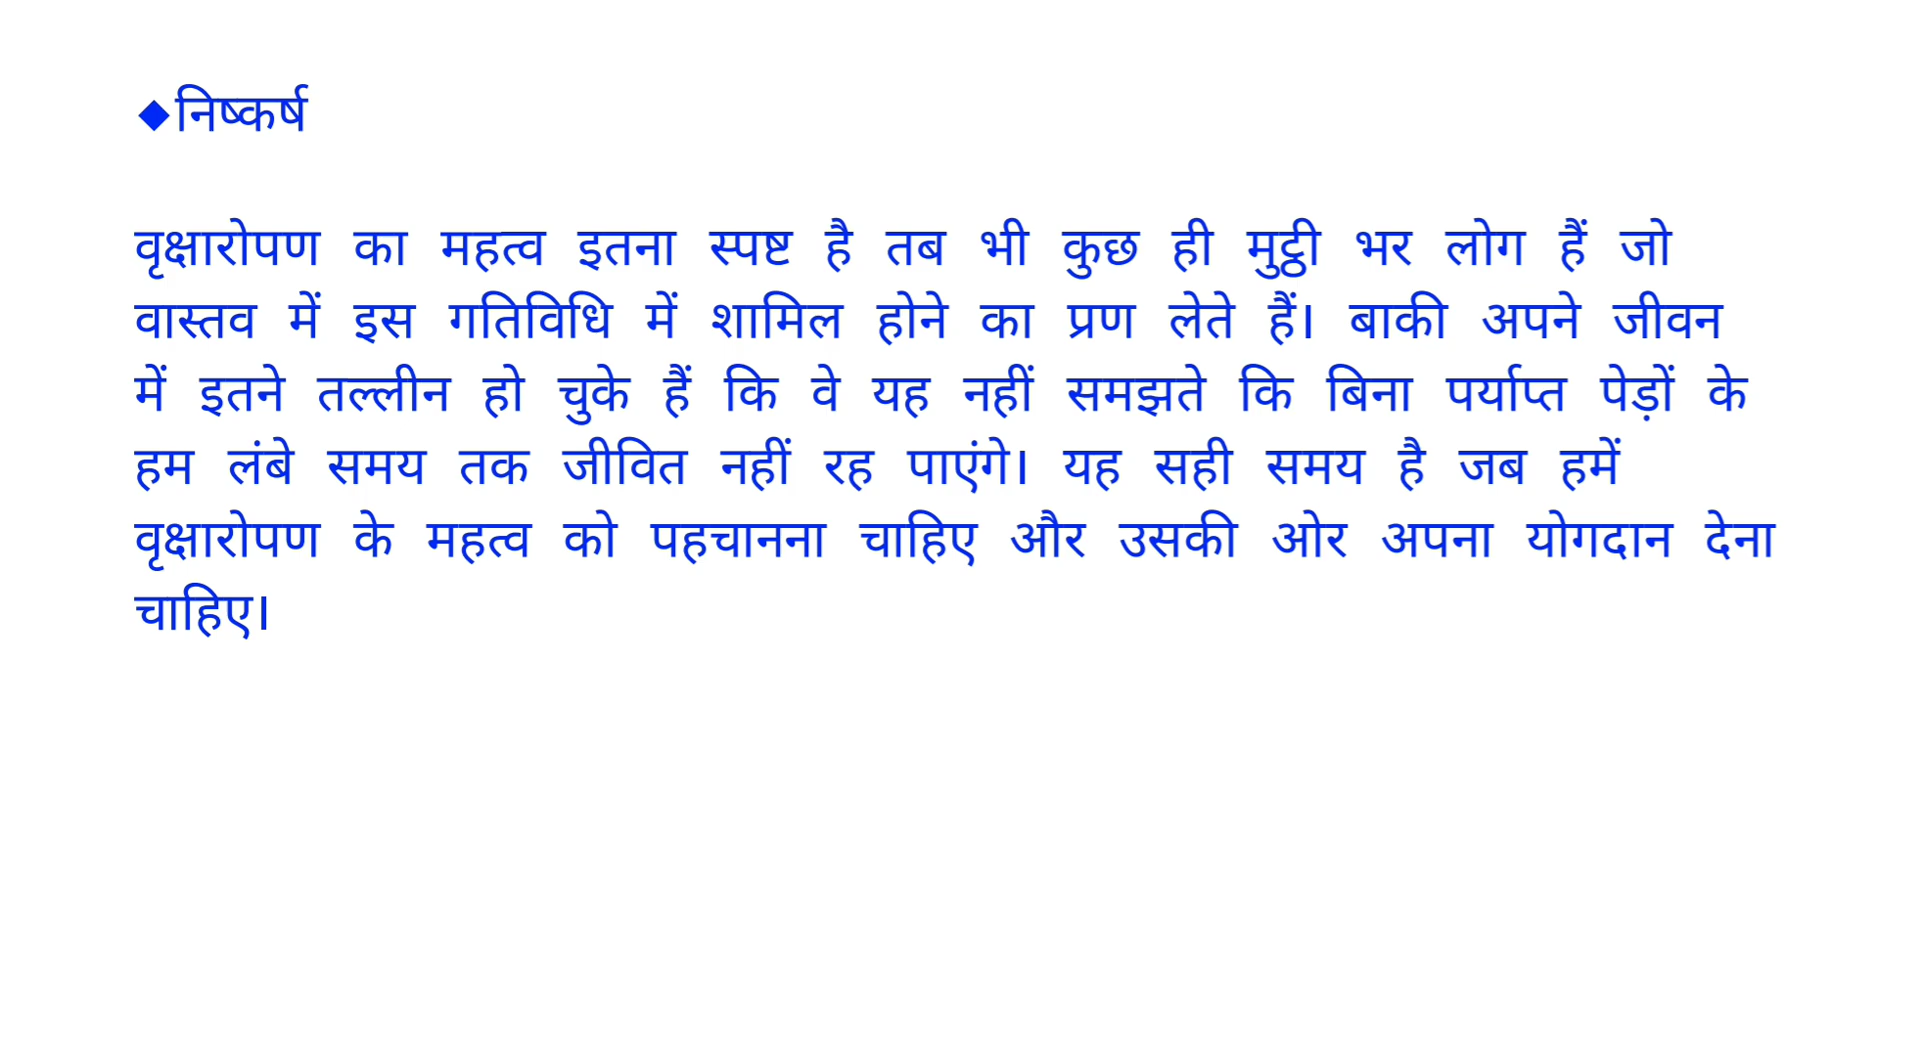 ◆निष्कर्ष
वृक्षारोपण का महत्व इतना स्पष्ट है तब भी कुछ ही मुट्ठी भर लोग हैं जो
वास्तव में इस गतिविधि में शामिल होने का प्रण लेते हैं। बाकी अपने जीवन
में इतने तल्लीन हो चुके हैं कि वे यह नहीं समझते कि बिना पर्याप्त पेड़ों के
हम लंबे समय तक जीवित नहीं रह पाएंगे। यह सही समय है जब हमें
वृक्षारोपण के महत्व को पहचानना चाहिए और उसकी ओर अपना योगदान देना
चाहिए।